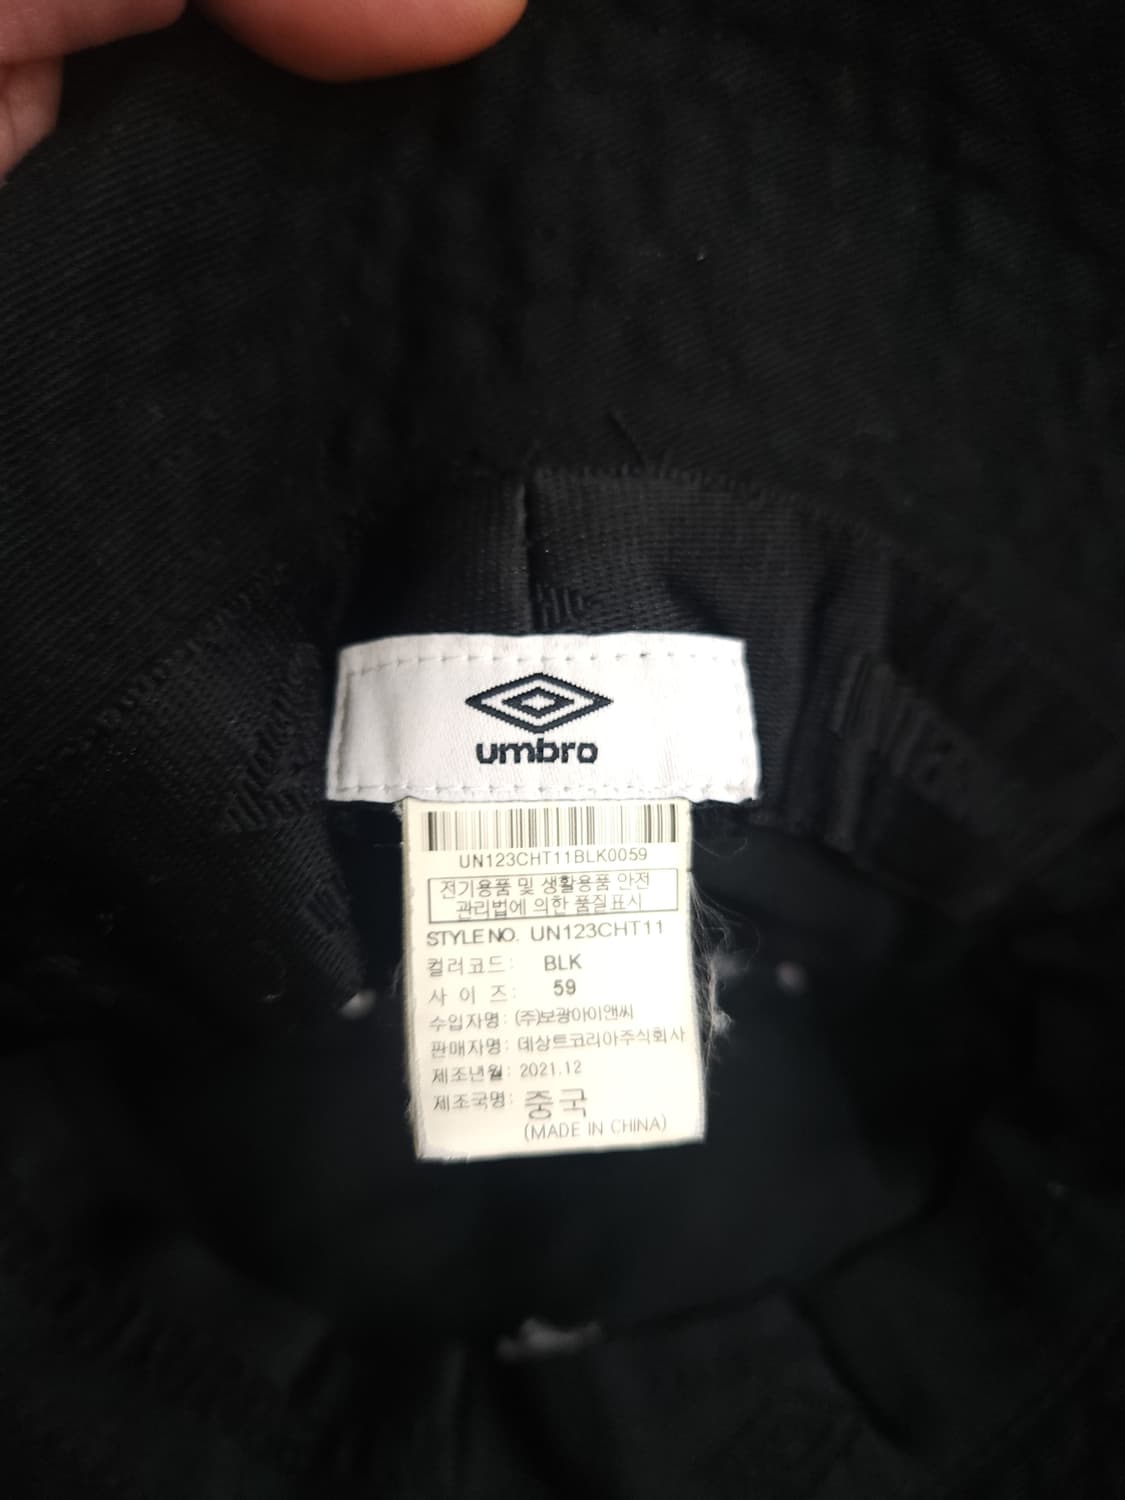 umbro
UN123CHT11BLK0059
전기용품 및 생활용품 안전
관리법에 의한 품질표시
STYLE NO. UN123CHT11
컬러코드: BLK
사 이 즈: 59
수입자명: (주)보광아이앤씨
판매자명: 데상트코리아주식회사
제조년월: 2021.12
제조국명: 중국
(MADE IN CHINA)